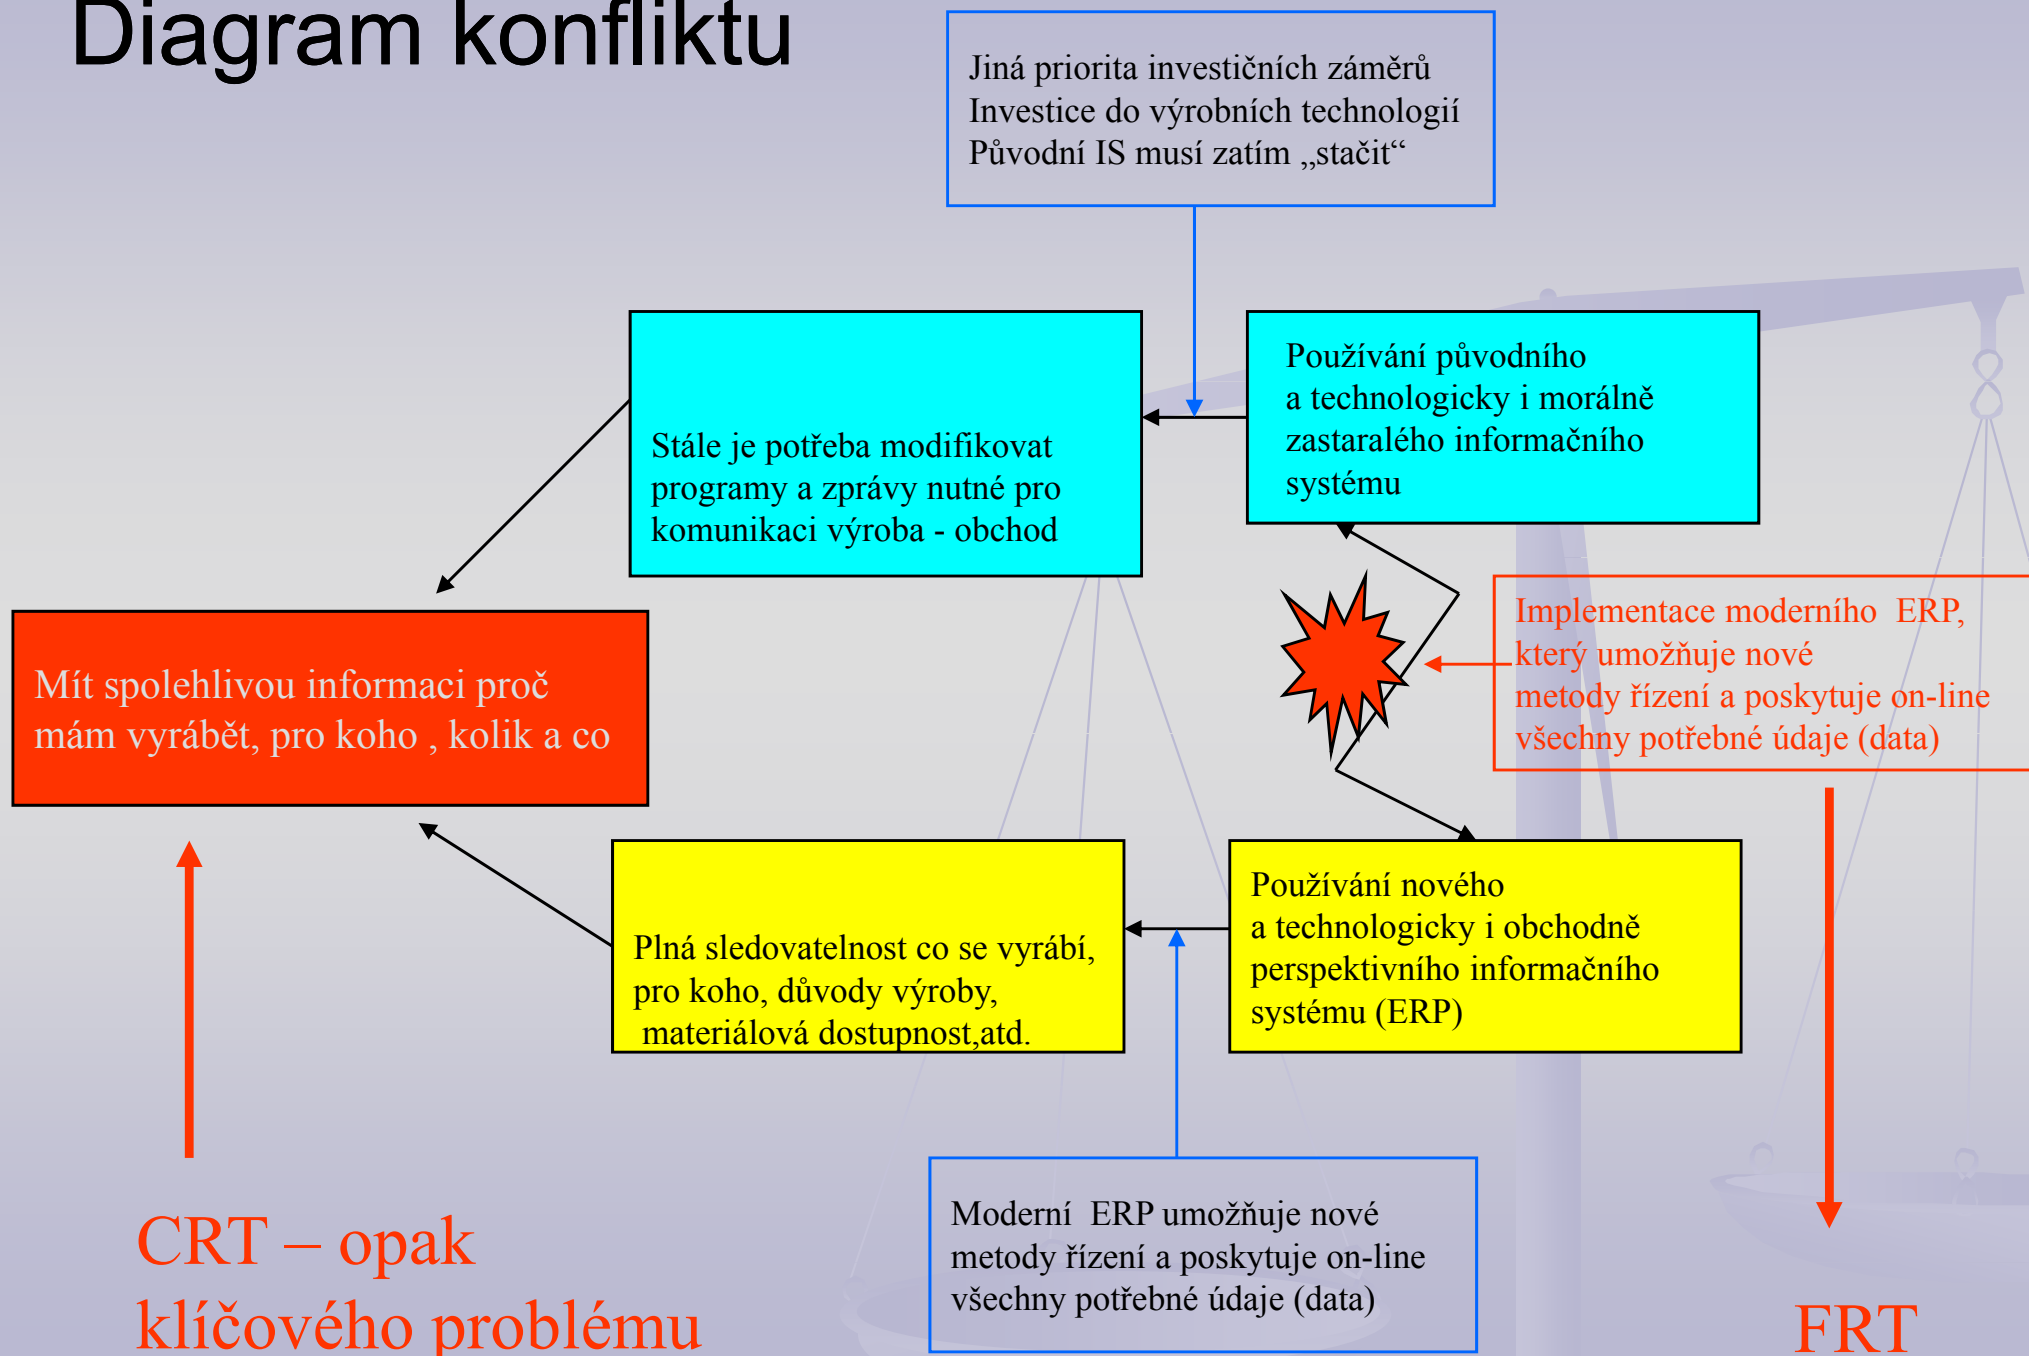 Diagram konfliktu
Jiná priorita investičních záměrů
Investice do výrobních technologií
Původní IS musí zatím „stačit“
Stále je potřeba modifikovat
programy a zprávy nutné pro
komunikaci výroba - obchod
Používání původního
a technologicky i morálně
zastaralého informačního
systému
Mít spolehlivou informaci proč
mám vyrábět, pro koho , kolik a co
Implementace moderního  ERP,
který umožňuje nové
metody řízení a poskytuje on-line
všechny potřebné údaje (data)
Plná sledovatelnost co se vyrábí,
pro koho, důvody výroby,
materiálová dostupnost,atd.
Používání nového
a technologicky i obchodně
perspektivního informačního
systému (ERP)
Moderní  ERP umožňuje nové
metody řízení a poskytuje on-line
všechny potřebné údaje (data)
CRT – opak
klíčového problému
FRT